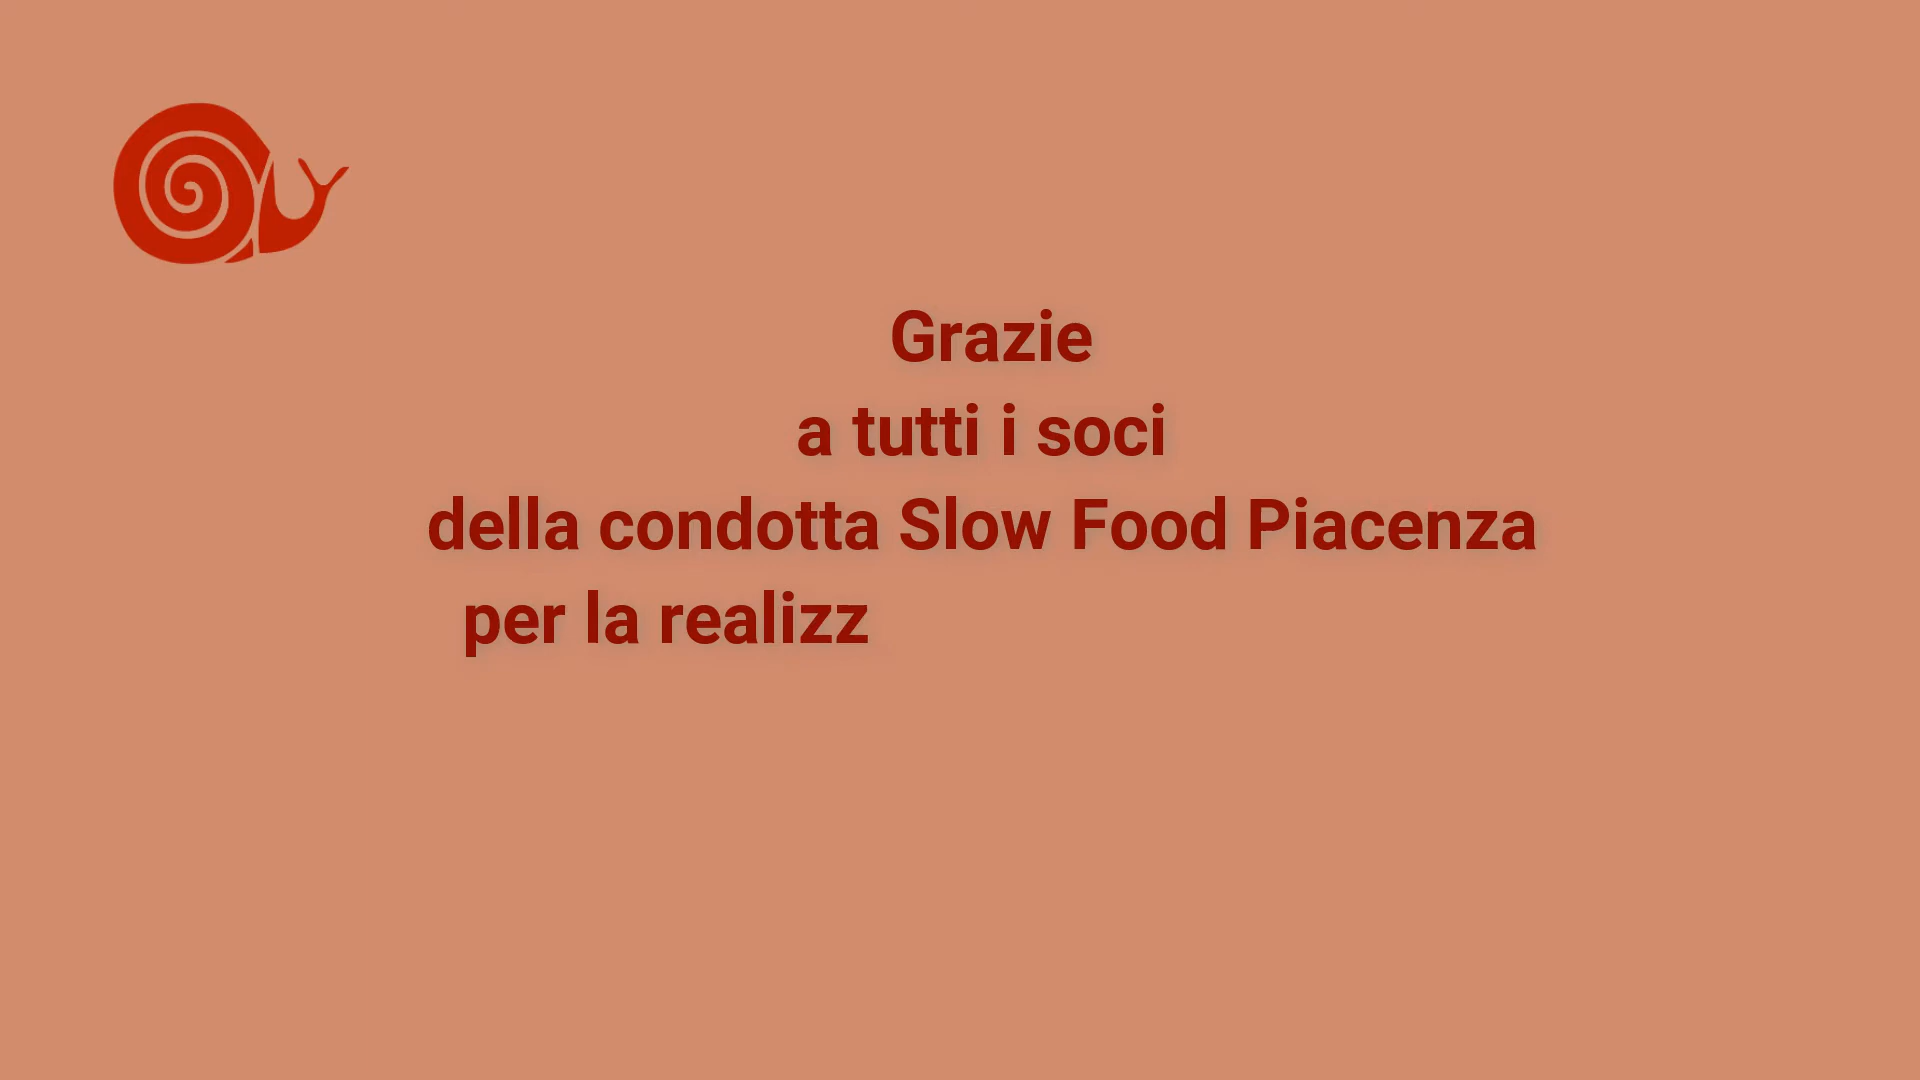 Grazie
a tutti i soci
della condotta Slow Food Piacenza
per la realizz